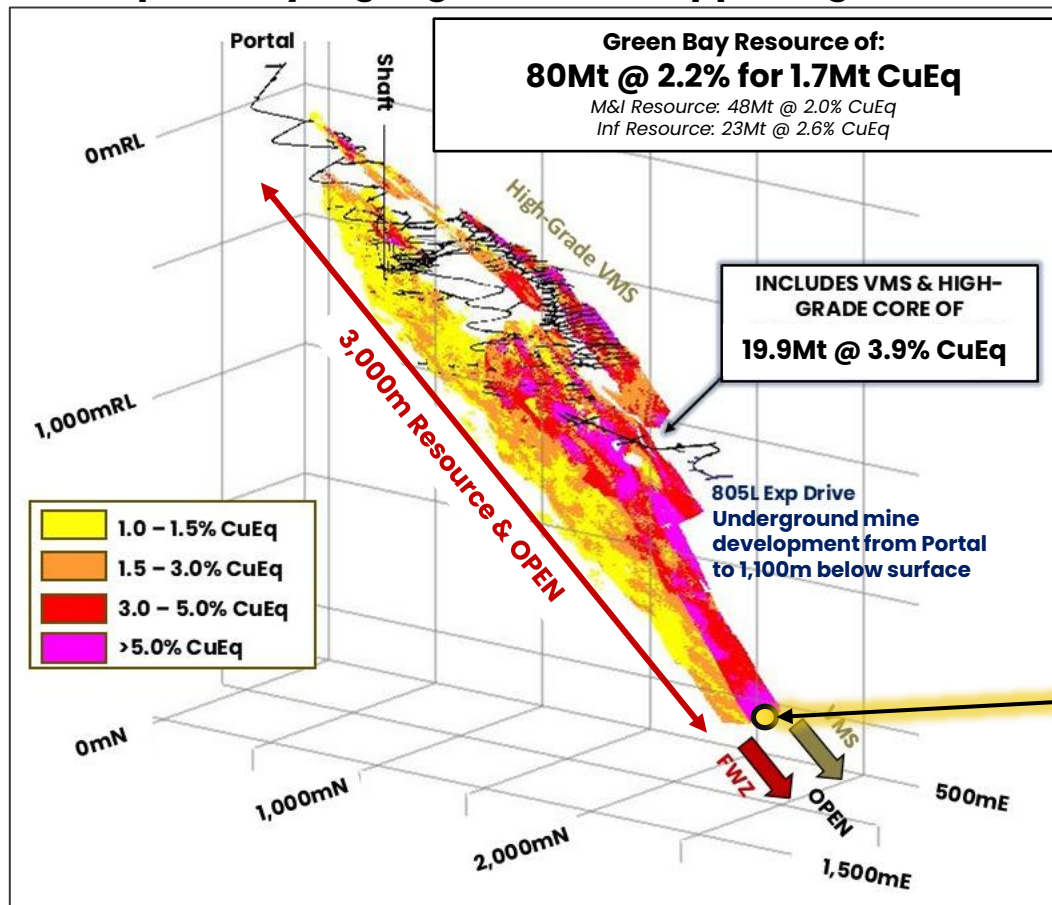 Portal
Shaft
Green Bay Resource of:
80Mt @ 2.2% for 1.7Mt CuEq
M&I Resource: 48Mt @ 2.0% CuEq
Inf Resource: 23Mt @ 2.6% CuEq
0mRL
High-Grade VMS
INCLUDES VMS & HIGH-
GRADE CORE OF
19.9Mt @ 3.9% CuEq
3,000m Resource & OPEN
1,000mRL
805L Exp Drive
Underground mine
development from Portal
to 1,100m below surface
1.0 – 1.5% CuEq
1.5 – 3.0% CuEq
3.0 – 5.0% CuEq
>5.0% CuEq
0mN
1,000mN
2,000mN
FWZ
VMS
OPEN
500mE
1,500mE